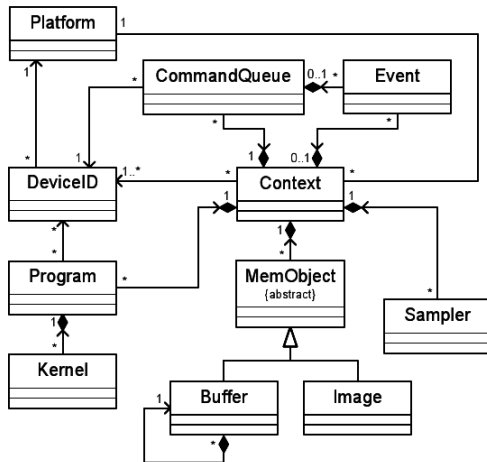 Platform
1
CommandQueue
0..1
*
Event
1
*
*
*
*
1
1
0..1
DeviceID
1..*
*
Context
*
*
1
1
1
*
*
Program
*
MemObject
{abstract}
*
Sampler
1
*
Kernel
1
Buffer
Image
*